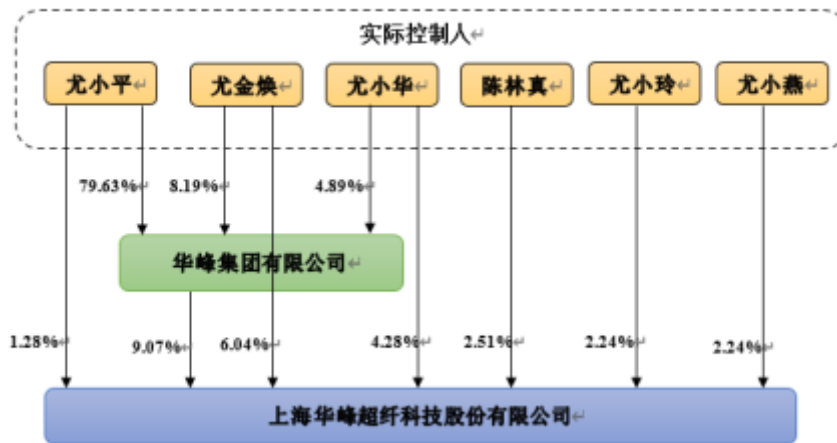 实际控制人
尤小平 尤金焕 尤小华 陈林真 尤小玲 尤小燕
79.63% 8.19% 4.89%
华峰集团有限公司
1.28% 9.07% 6.04% 4.28% 2.51% 2.24% 2.24%
上海华峰超纤科技股份有限公司